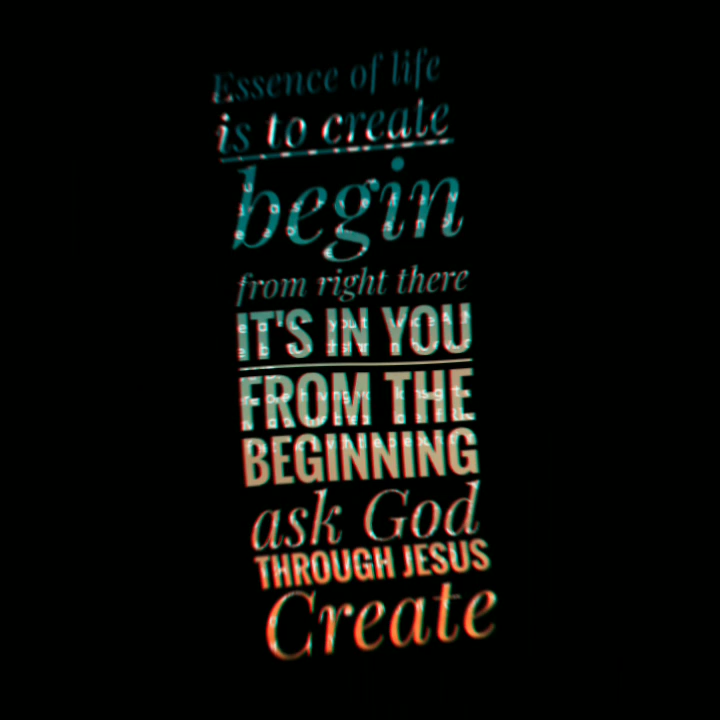 Essence of life
is to create
begin
from right there
IT'S IN YOU
FROM THE
BEGINNING
ask God
THROUGH JESUS
Create